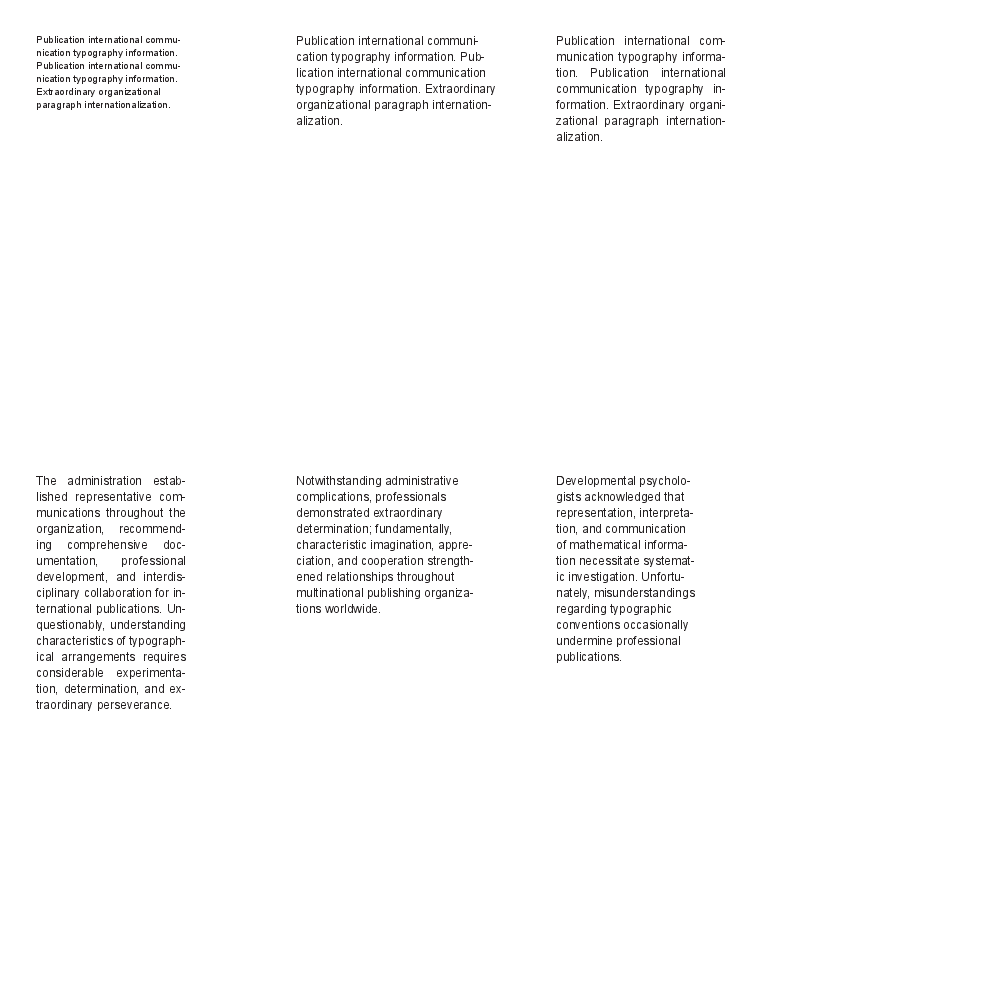 Publication international commu-
nication typography information.
Publication international commu-
nication typography information.
Extraordinary organizational
paragraph internationalization.
Publication international communi-
cation typography information. Pub-
lication international communication
typography information. Extraordinary
organizational paragraph internation-
alization.
Publication international com-
munication typography informa-
tion. Publication international
communication typography in-
formation. Extraordinary organi-
zational paragraph internation-
alization.
The administration estab-
lished representative com-
munications throughout the
organization, recommend-
ing comprehensive doc-
umentation, professional
development, and interdis-
ciplinary collaboration for in-
ternational publications. Un-
questionably, understanding
characteristics of typograph-
ical arrangements requires
considerable experimenta-
tion, determination, and ex-
traordinary perseverance.
Notwithstanding administrative
complications, professionals
demonstrated extraordinary
determination; fundamentally,
characteristic imagination, appre-
ciation, and cooperation strength-
ened relationships throughout
multinational publishing organiza-
tions worldwide.
Developmental psycholo-
gists acknowledged that
representation, interpreta-
tion, and communication
of mathematical informa-
tion necessitate systemat-
ic investigation. Unfortu-
nately, misunderstandings
regarding typographic
conventions occasionally
undermine professional
publications.